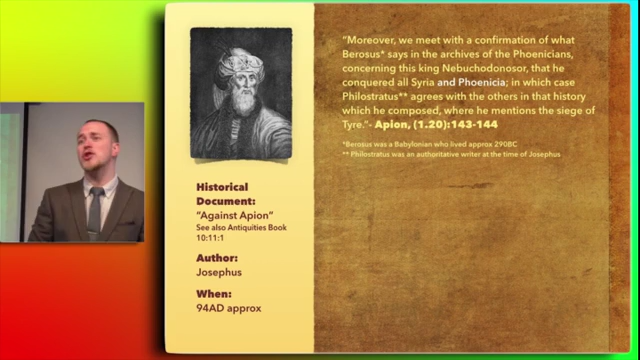 Historical
Document:
"Against Apion"
See also Antiquities Book
10:11:1
Author:
Josephus
When:
94AD approx
"Moreover, we meet with a confirmation of what
Berosus* says in the archives of the Phoenicians,
concerning this king Nebuchodonosor, that he
conquered all Syria and Phoenicia; in which case
Philostratus** agrees with the others in that history
which he composed, where he mentions the siege of
Tyre."- Apion, (1.20):143-144
*Berosus was a Babylonian who lived approx 290BC
** Philostratus was an authoritative writer at the time of Josephus